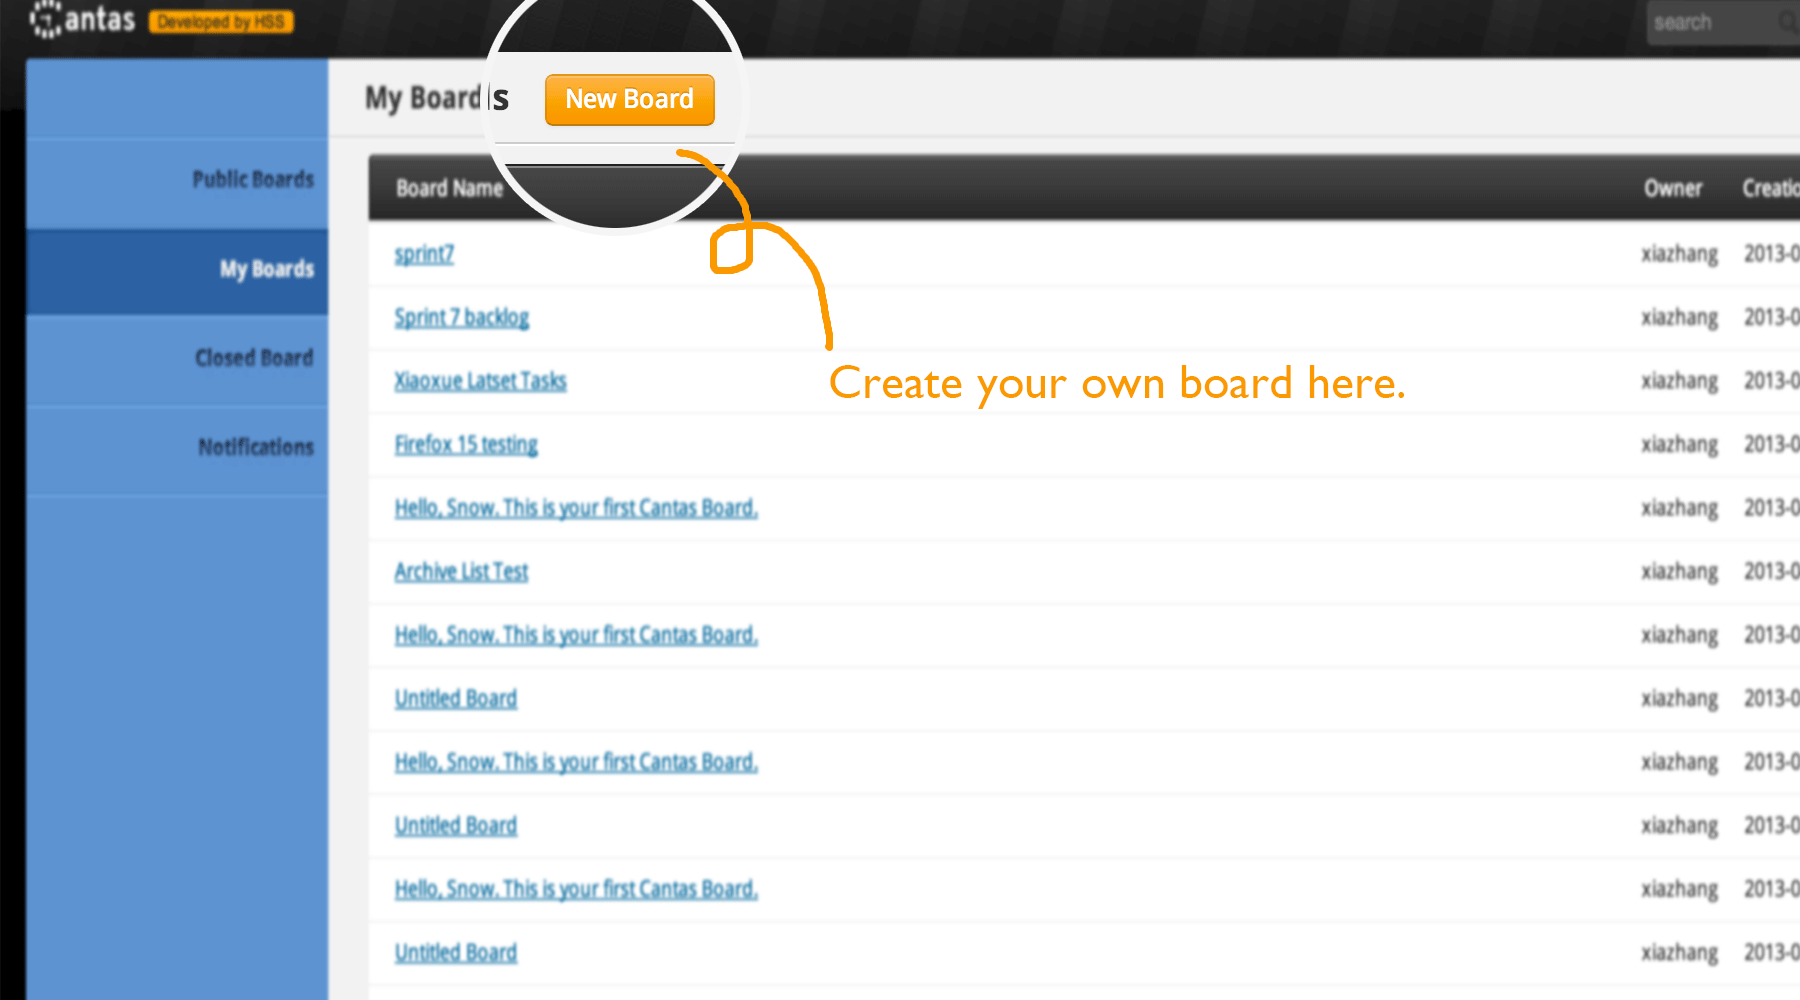 antas Developed by HSS search
My Boards New Board
Public Boards
My Boards
Closed Board
Notifications
Board Name Owner Creatio
sprint7 xiazhang 2013-0
Sprint 7 backlog xiazhang 2013-0
Xiaoxue Latset Tasks xiazhang 2013-0
Create your own board here.
Firefox 15 testing xiazhang 2013-0
Hello, Snow. This is your first Cantas Board. xiazhang 2013-0
Archive List Test xiazhang 2013-0
Hello, Snow. This is your first Cantas Board. xiazhang 2013-0
Untitled Board xiazhang 2013-0
Hello, Snow. This is your first Cantas Board. xiazhang 2013-0
Untitled Board xiazhang 2013-0
Hello, Snow. This is your first Cantas Board. xiazhang 2013-0
Untitled Board xiazhang 2013-0